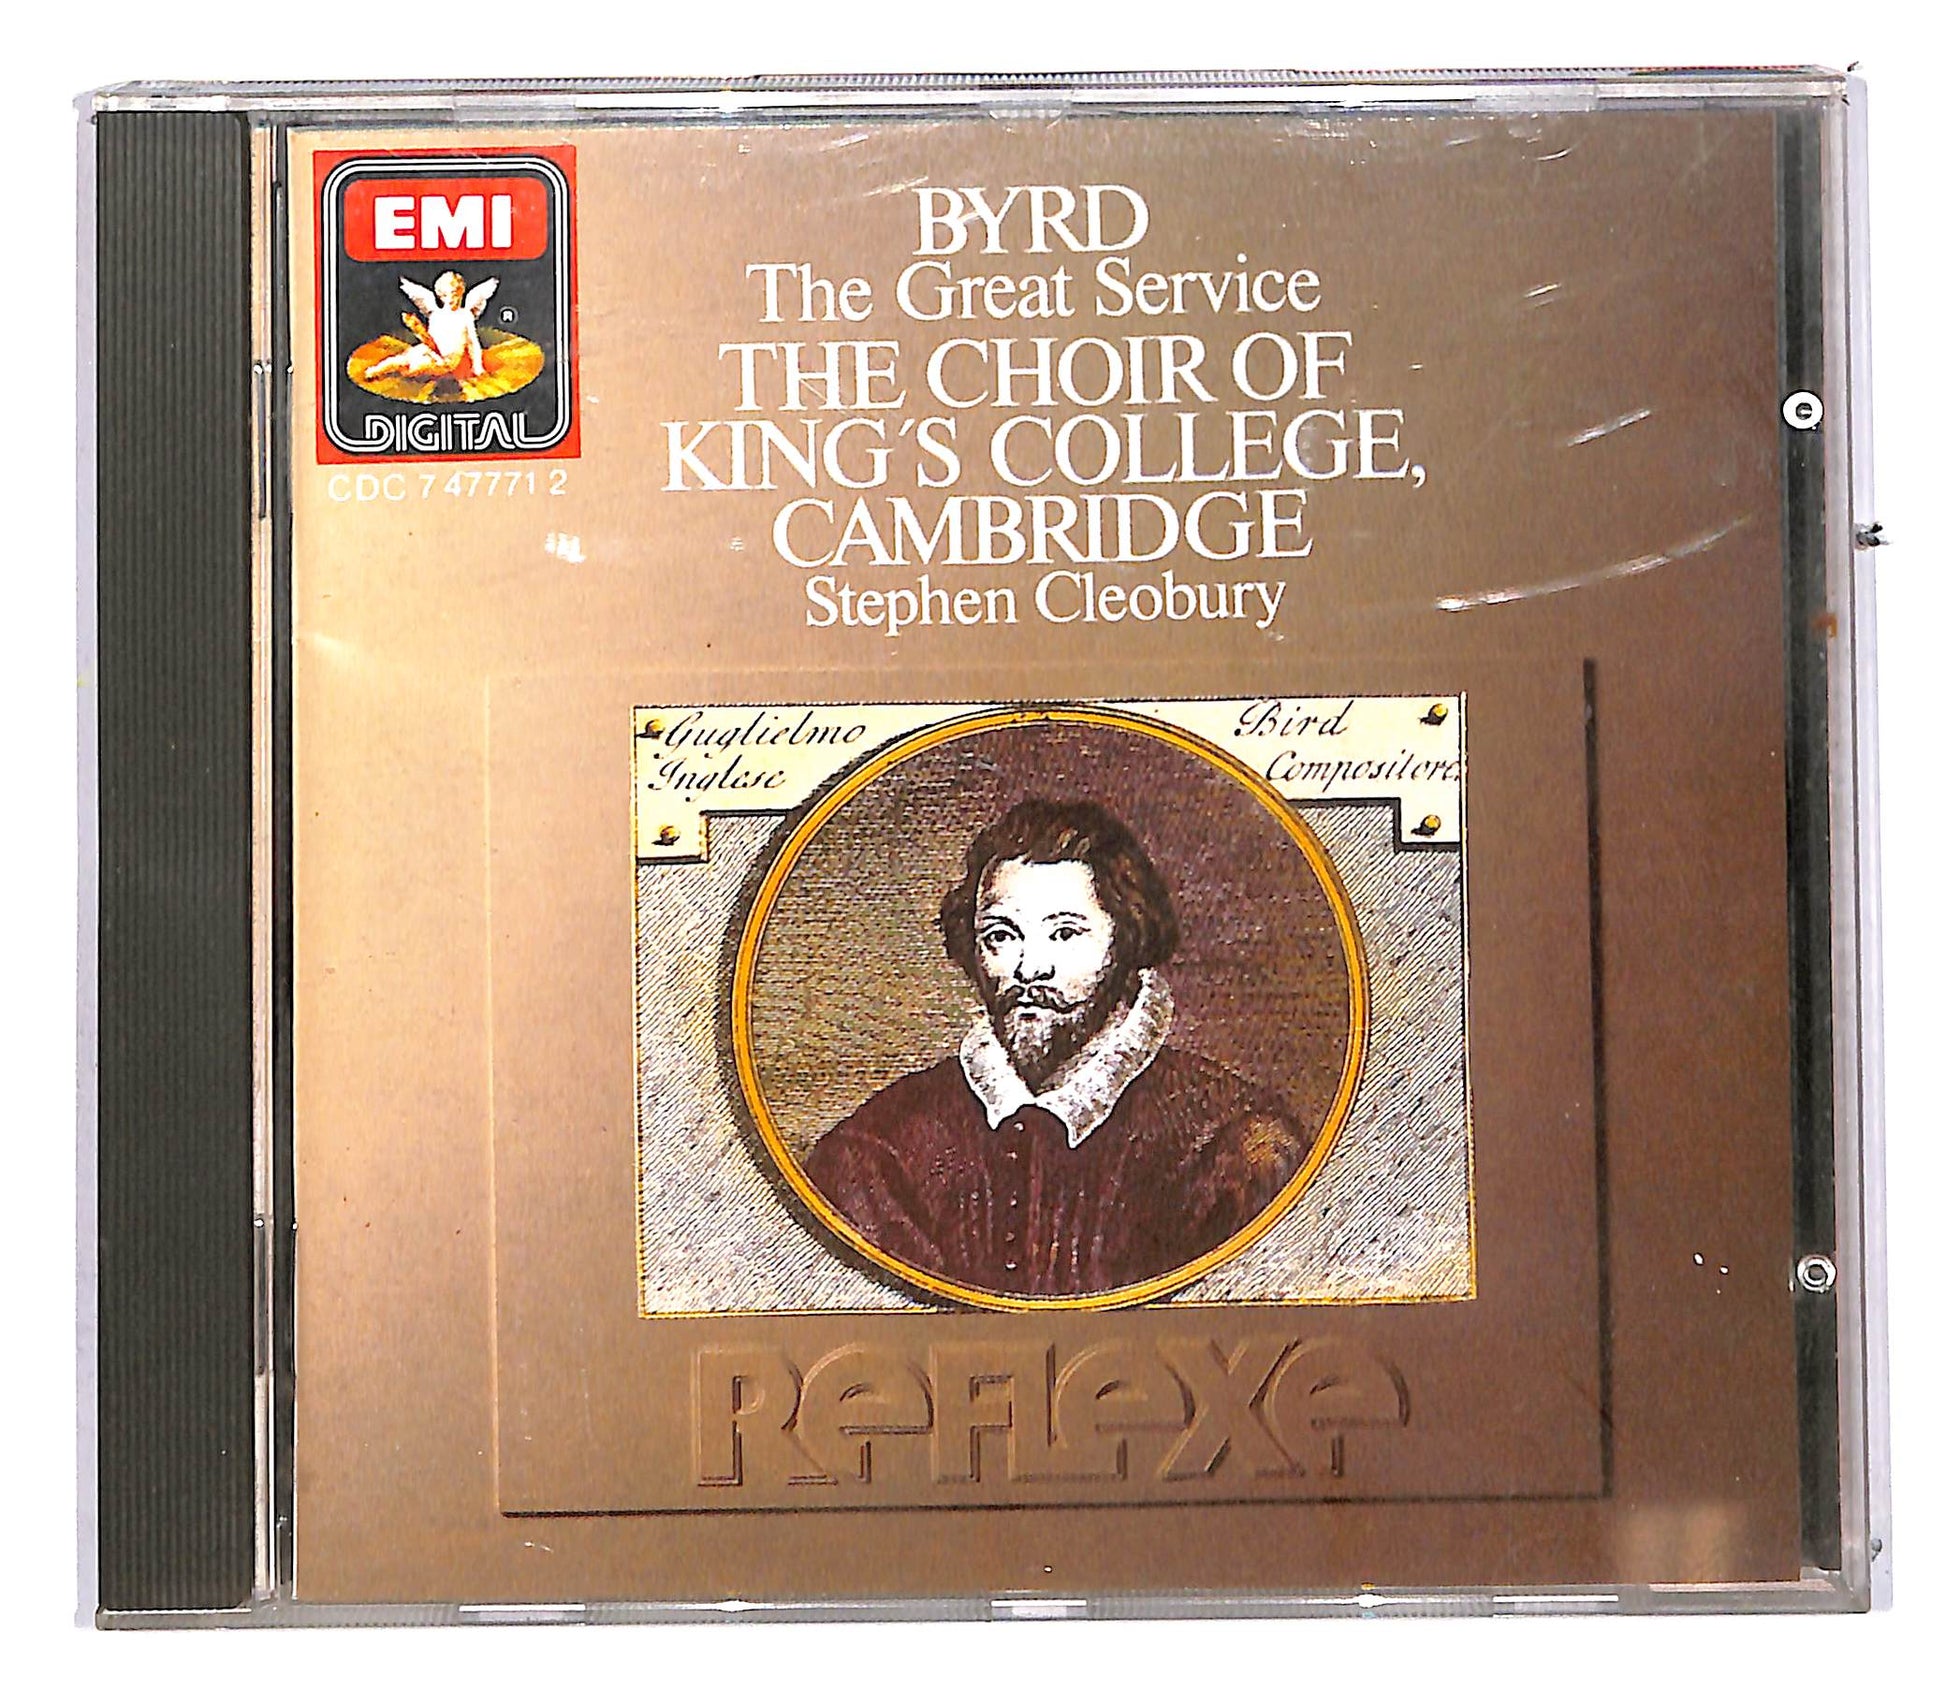 EMI
®
DIGITAL
CDC 7 47771 2
BYRD
The Great Service
THE CHOIR OF
KING´S COLLEGE,
CAMBRIDGE
Stephen Cleobury
Guglielmo Bird
Inglese Compositore
REFLEXE